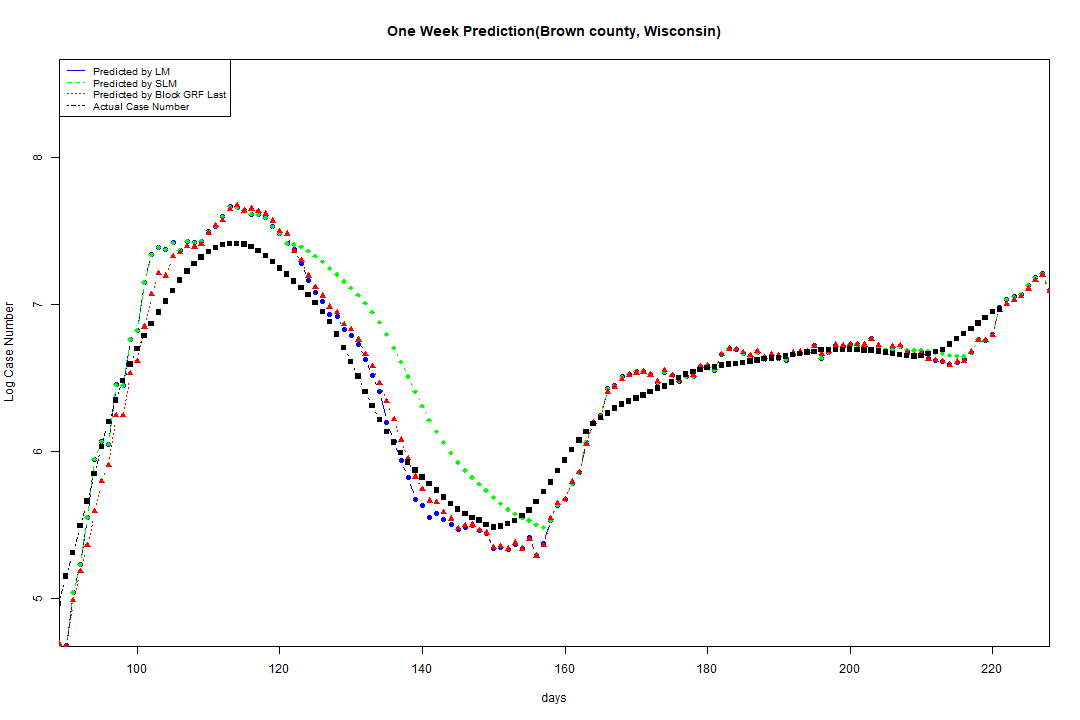 One Week Prediction(Brown county, Wisconsin)
Predicted by LM
Predicted by SLM
Predicted by Block GRF Last
Actual Case Number
8
7
6
5
Log Case Number
100 120 140 160 180 200 220
days